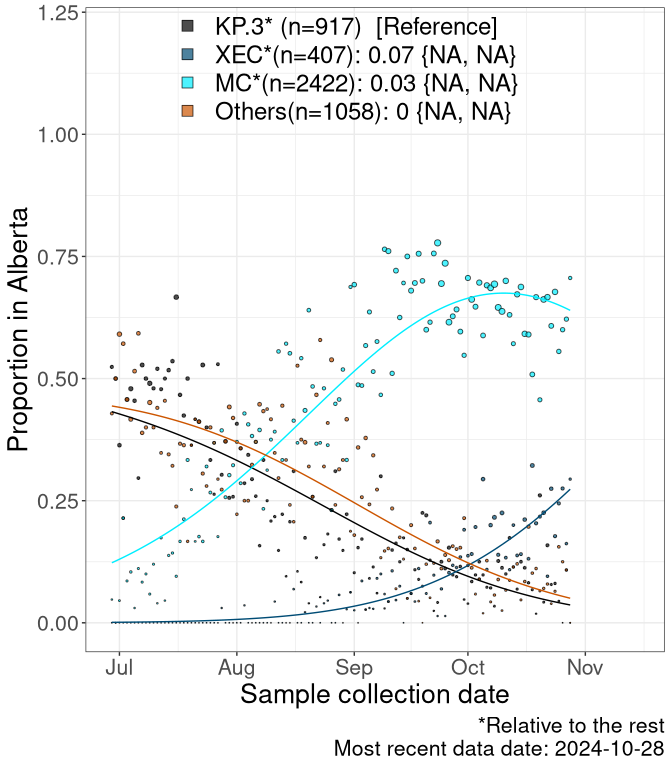 1.25
1.00
0.75
0.50
0.25
0.00
Proportion in Alberta
KP.3* (n=917)  [Reference]
XEC*(n=407): 0.07 {NA, NA}
MC*(n=2422): 0.03 {NA, NA}
Others(n=1058): 0 {NA, NA}
Jul Aug Sep Oct Nov
Sample collection date
*Relative to the rest
Most recent data date: 2024-10-28